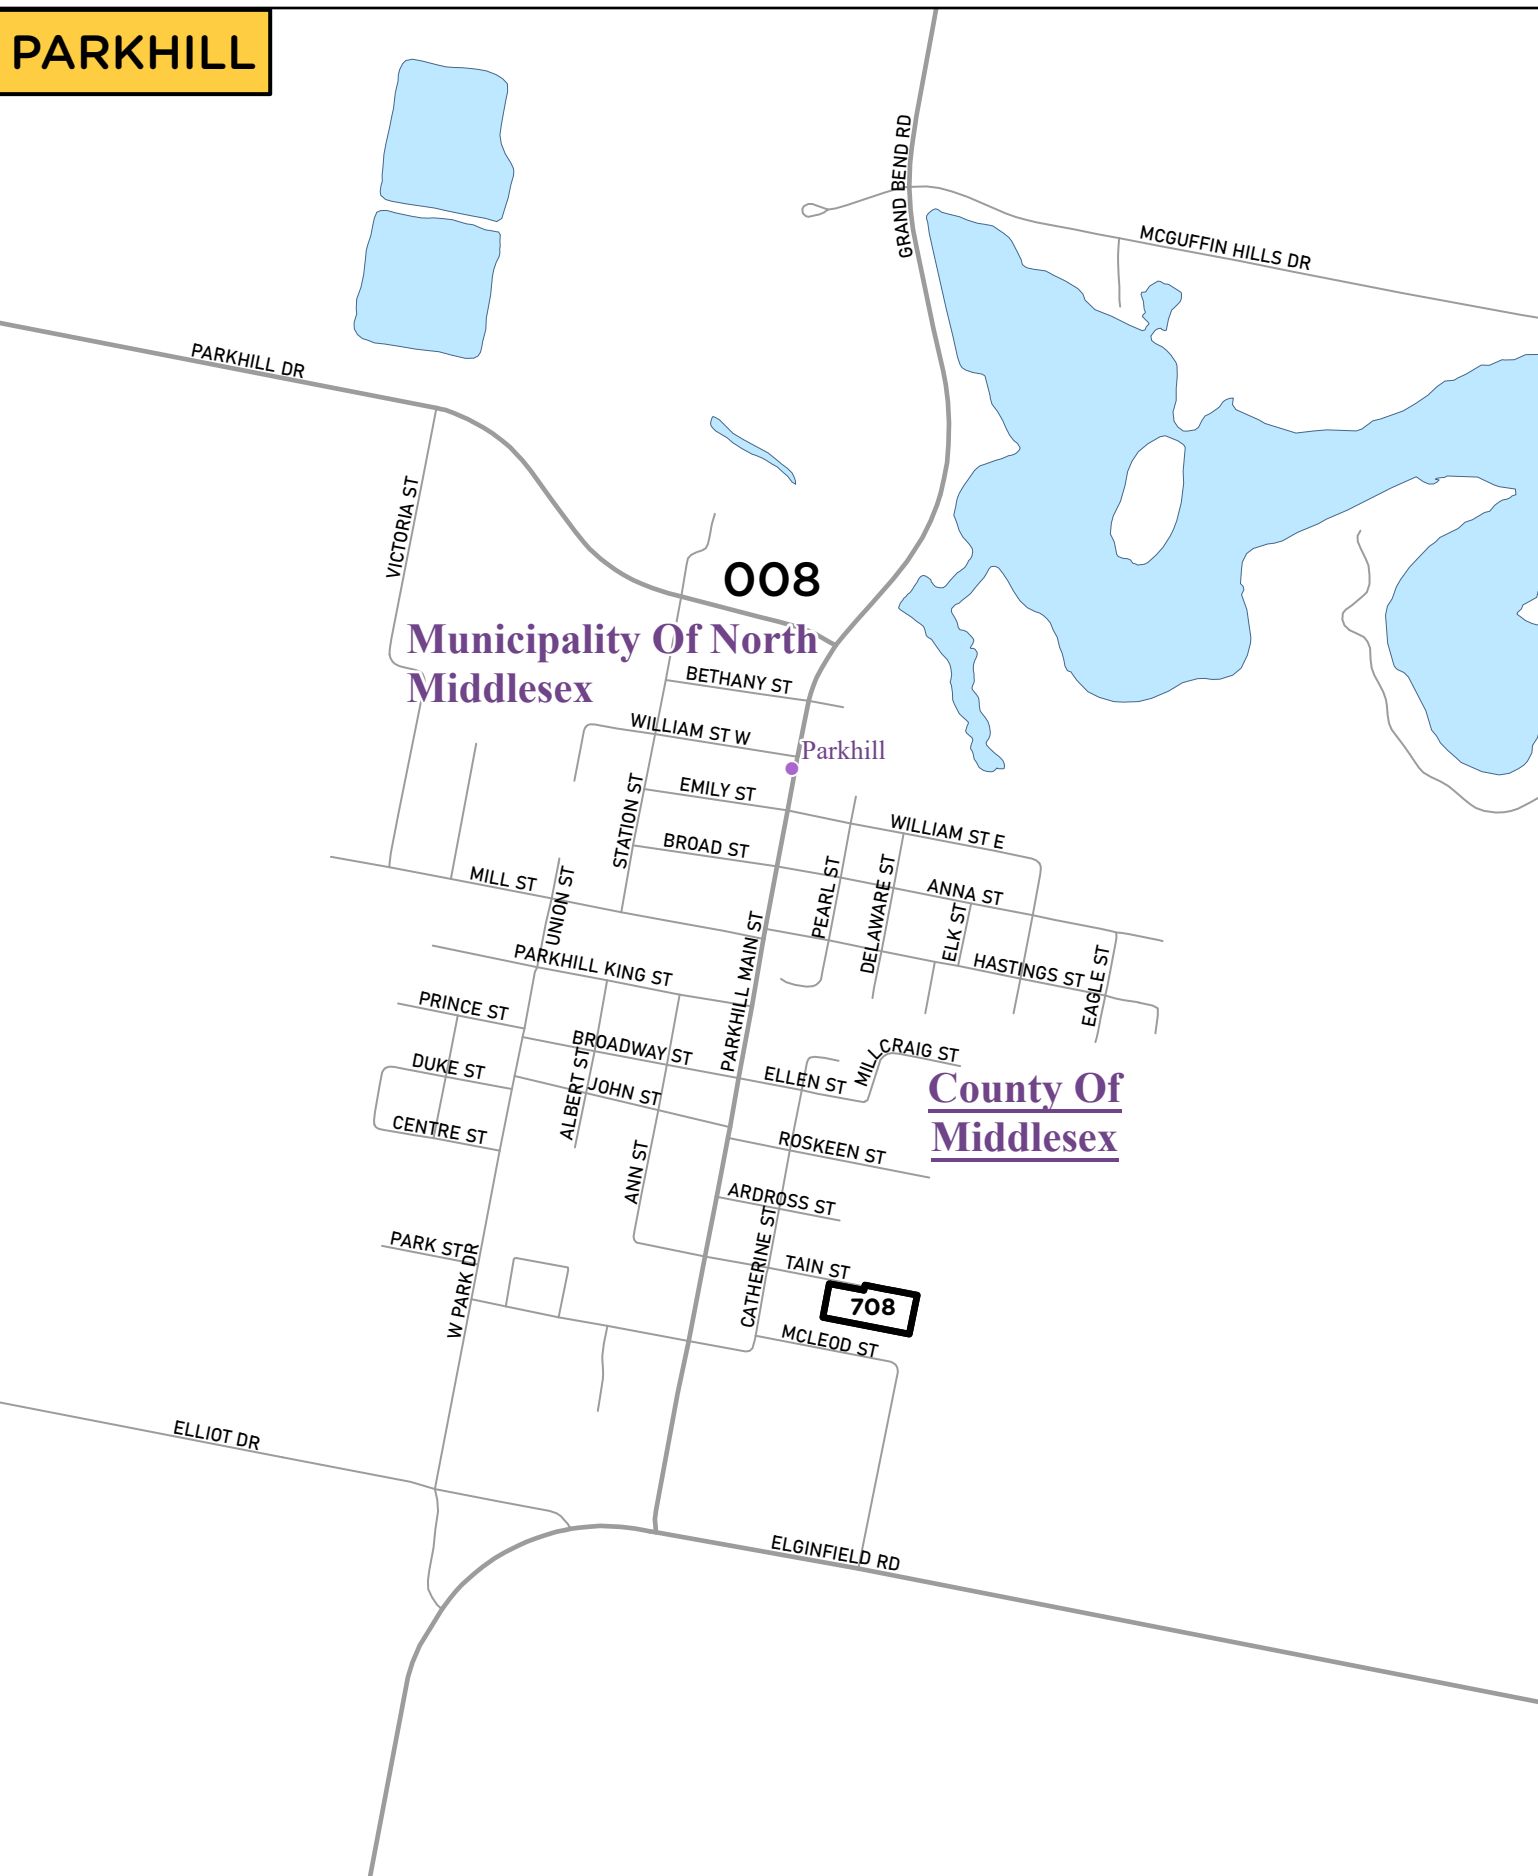 PARKHILL
GRAND BEND RD
MCGUFFIN HILLS DR
PARKHILL DR
VICTORIA ST
008
Municipality Of North
Middlesex
BETHANY ST
WILLIAM ST W
Parkhill
EMILY ST
STATION ST
WILLIAM ST E
BROAD ST
PEARL ST
DELAWARE ST
ANNA ST
MILL ST
UNION ST
ELK ST
PARKHILL MAIN ST
PARKHILL KING ST
HASTINGS ST
EAGLE ST
PRINCE ST
BROADWAY ST
MILL
CRAIG ST
DUKE ST
ALBERT ST
JOHN ST
ELLEN ST
County Of
Middlesex
CENTRE ST
ROSKEEN ST
ANN ST
ARDROSS ST
PARK ST
W PARK DR
CATHERINE ST
TAIN ST
708
MCLEOD ST
ELLIOT DR
ELGINFIELD RD